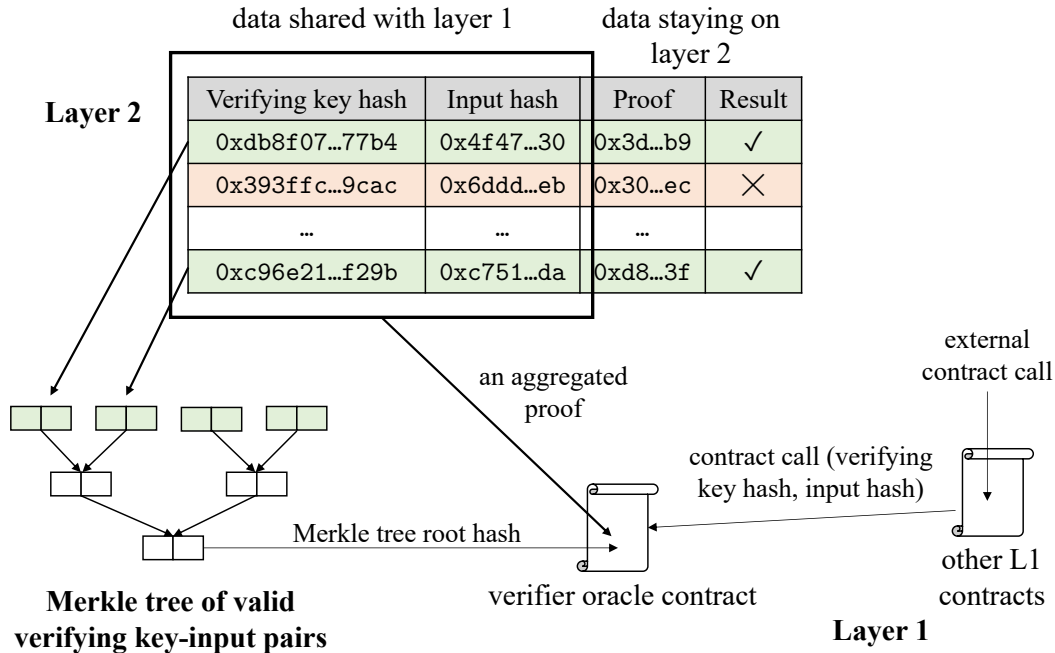 data shared with layer 1
data staying on
layer 2
Layer 2
Verifying key hash Input hash Proof Result
0xdb8f07…77b4 0x4f47…30 0x3d…b9 ✓
0x393ffc…9cac 0x6ddd…eb 0x30…ec ✕
… … …
0xc96e21…f29b 0xc751…da 0xd8…3f ✓
external
contract call
an aggregated
proof
contract call (verifying
key hash, input hash)
Merkle tree root hash
verifier oracle contract
other L1
contracts
Merkle tree of valid
verifying key-input pairs
Layer 1